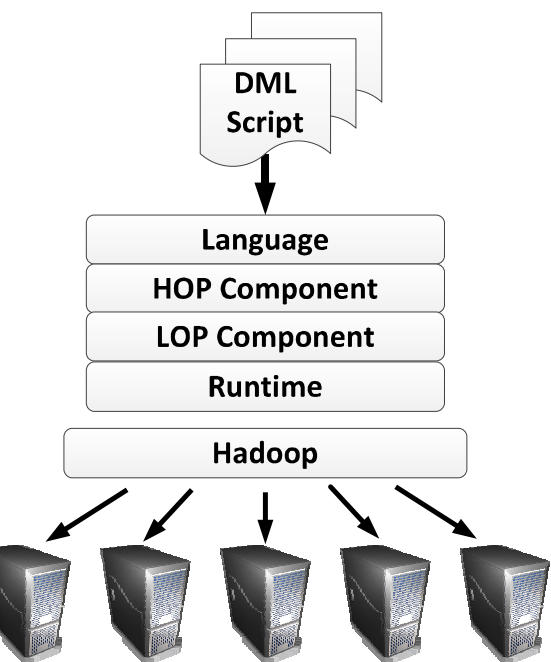 DML
Script
Language
HOP Component
LOP Component
Runtime
Hadoop